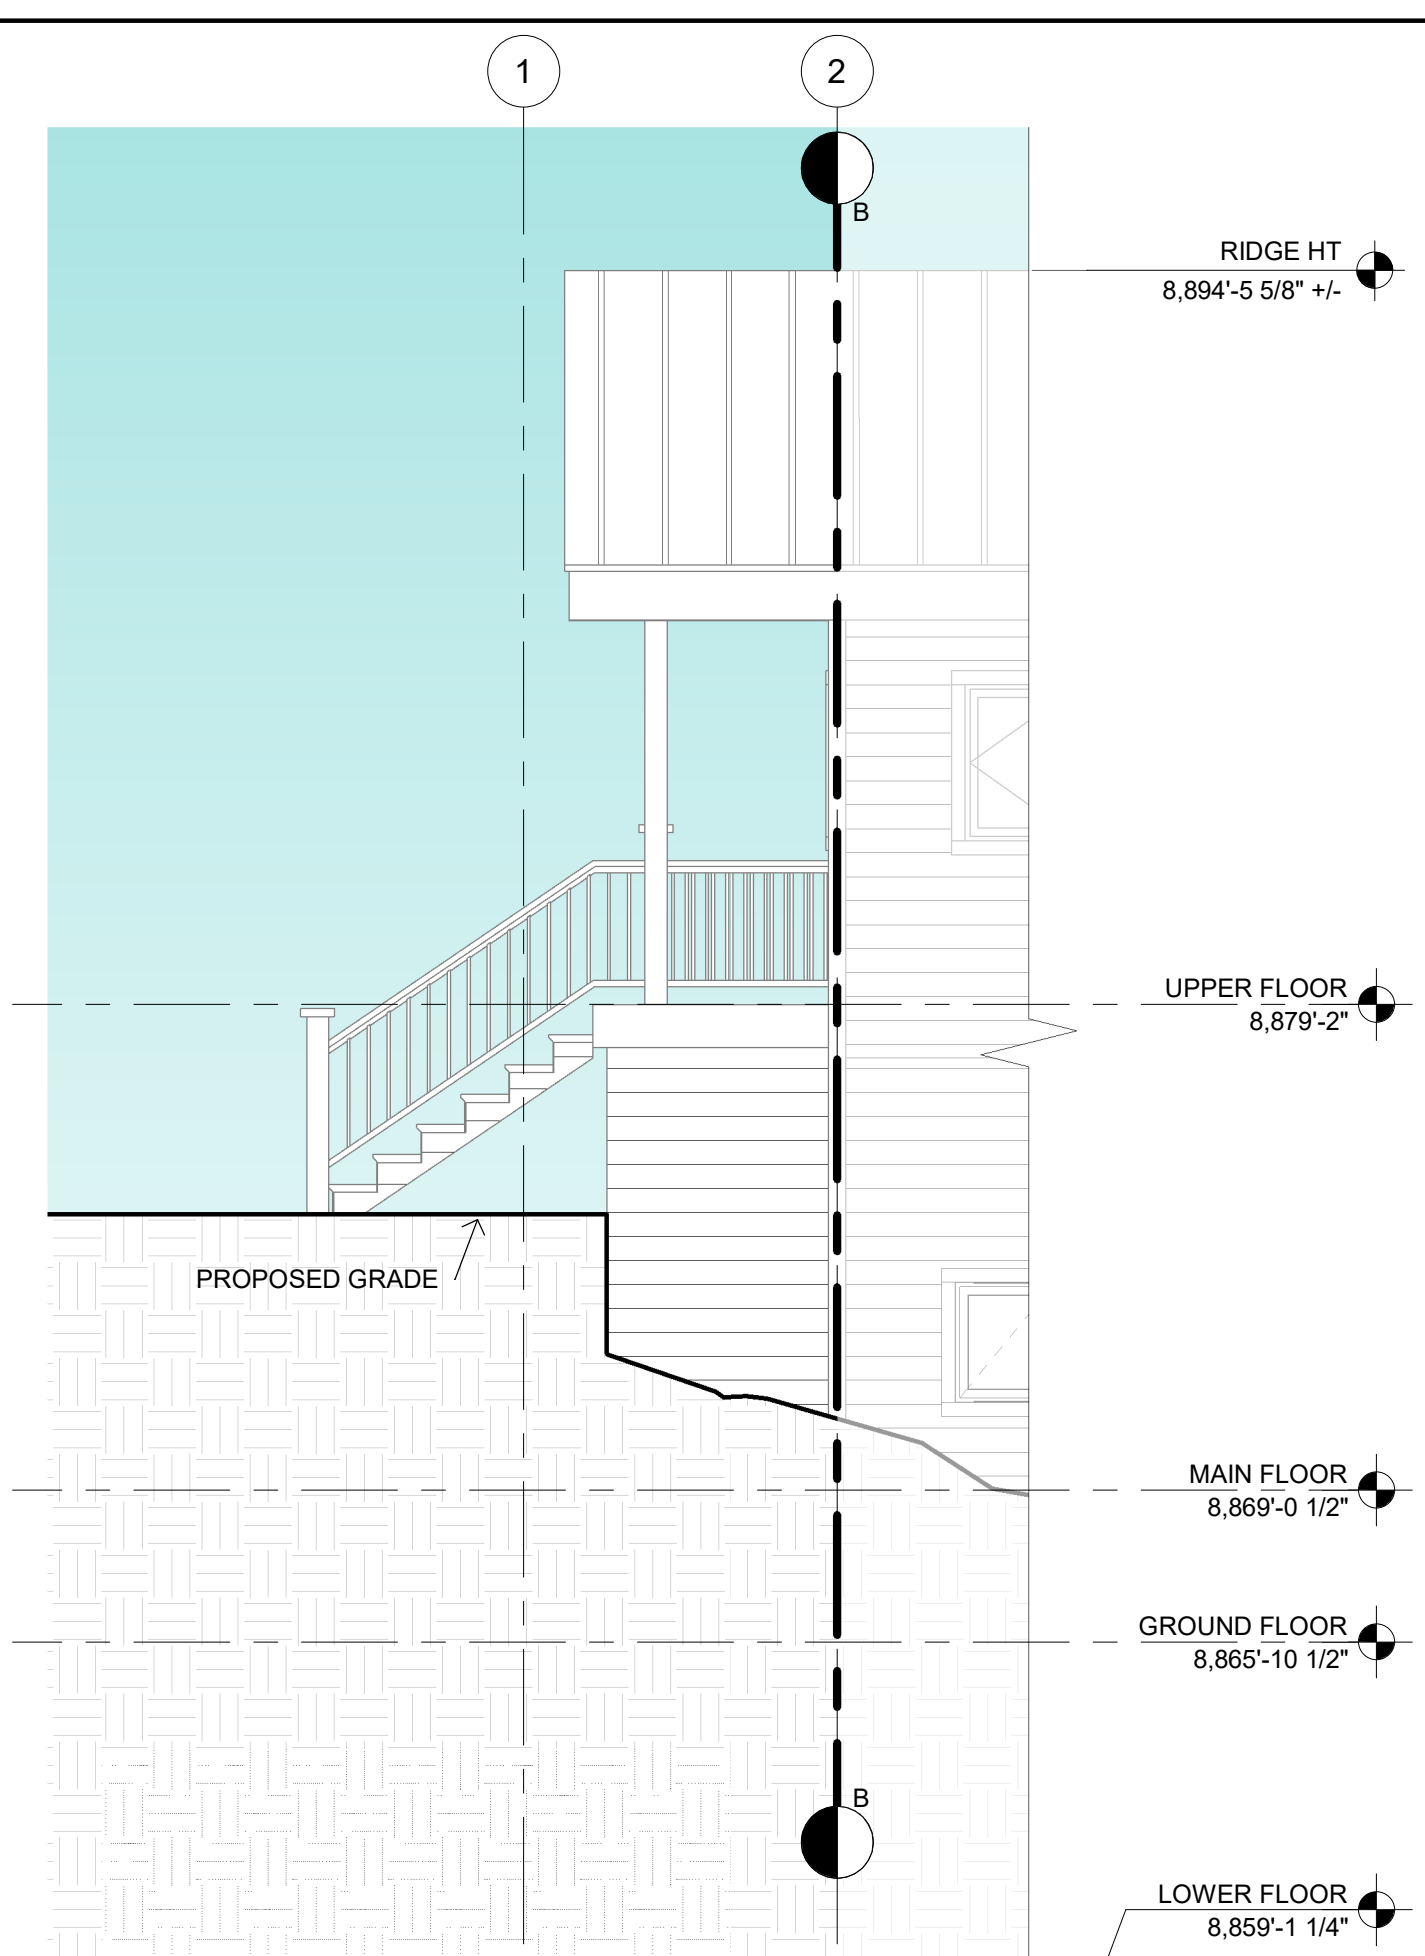 1
2
B
RIDGE HT
8,894'-5 5/8" +/-
UPPER FLOOR
8,879'-2"
PROPOSED GRADE
MAIN FLOOR
8,869'-0 1/2"
GROUND FLOOR
8,865'-10 1/2"
B
LOWER FLOOR
8,859'-1 1/4"